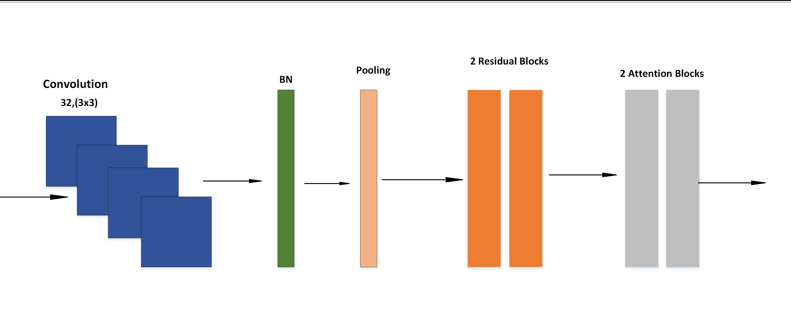 Convolution
32,(3x3)
BN
Pooling
2 Residual Blocks
2 Attention Blocks